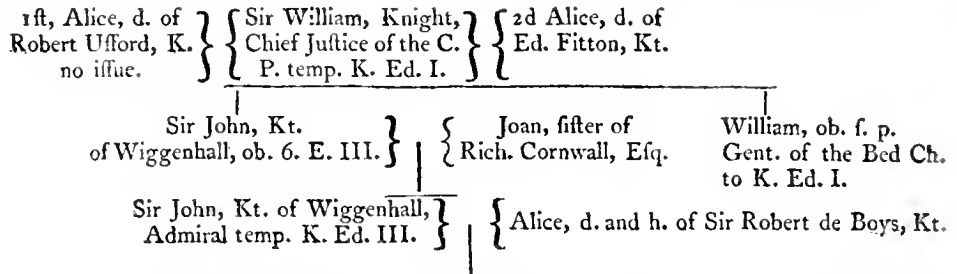 1ſt, Alice, d. of
Robert Ufford, K.
no iſſue.
Sir William, Knight,
Chief Juſtice of the C.
P. temp. K. Ed. I.
2d Alice, d. of
Ed. Fitton, Kt.
Sir John, Kt.
of Wiggenhall, ob. 6. E. III.
Joan, ſiſter of
Rich. Cornwall, Eſq.
William, ob. ſ. p.
Gent. of the Bed Ch.
to K. Ed. I.
Sir John, Kt. of Wiggenhall,
Admiral temp. K. Ed. III.
Alice, d. and h. of Sir Robert de Boys, Kt.